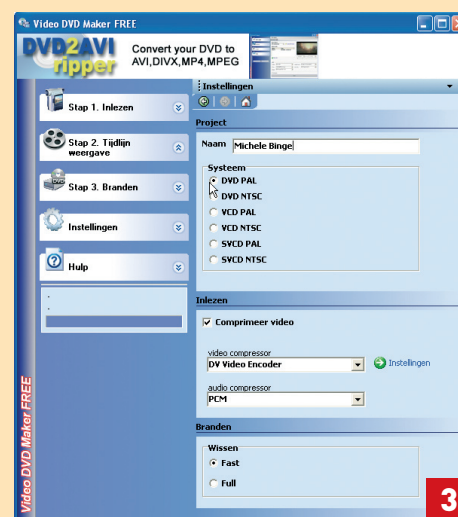 Video DVD Maker FREE
DVD2AVI
ripper
Convert your DVD to
AVI,DIVX,MP4,MPEG
Stap 1. Inlezen
Stap 2. Tijdlijn
weergave
Stap 3. Branden
Instellingen
Hulp
Video DVD Maker FREE
Instellingen
Project
Naam Michele Binge
Systeem
DVD PAL
DVD NTSC
VCD PAL
VCD NTSC
SVCD PAL
SVCD NTSC
Inlezen
Comprimeer video
video compressor
DV Video Encoder Instellingen
audio compressor
PCM
Branden
Wissen
Fast
Full
3